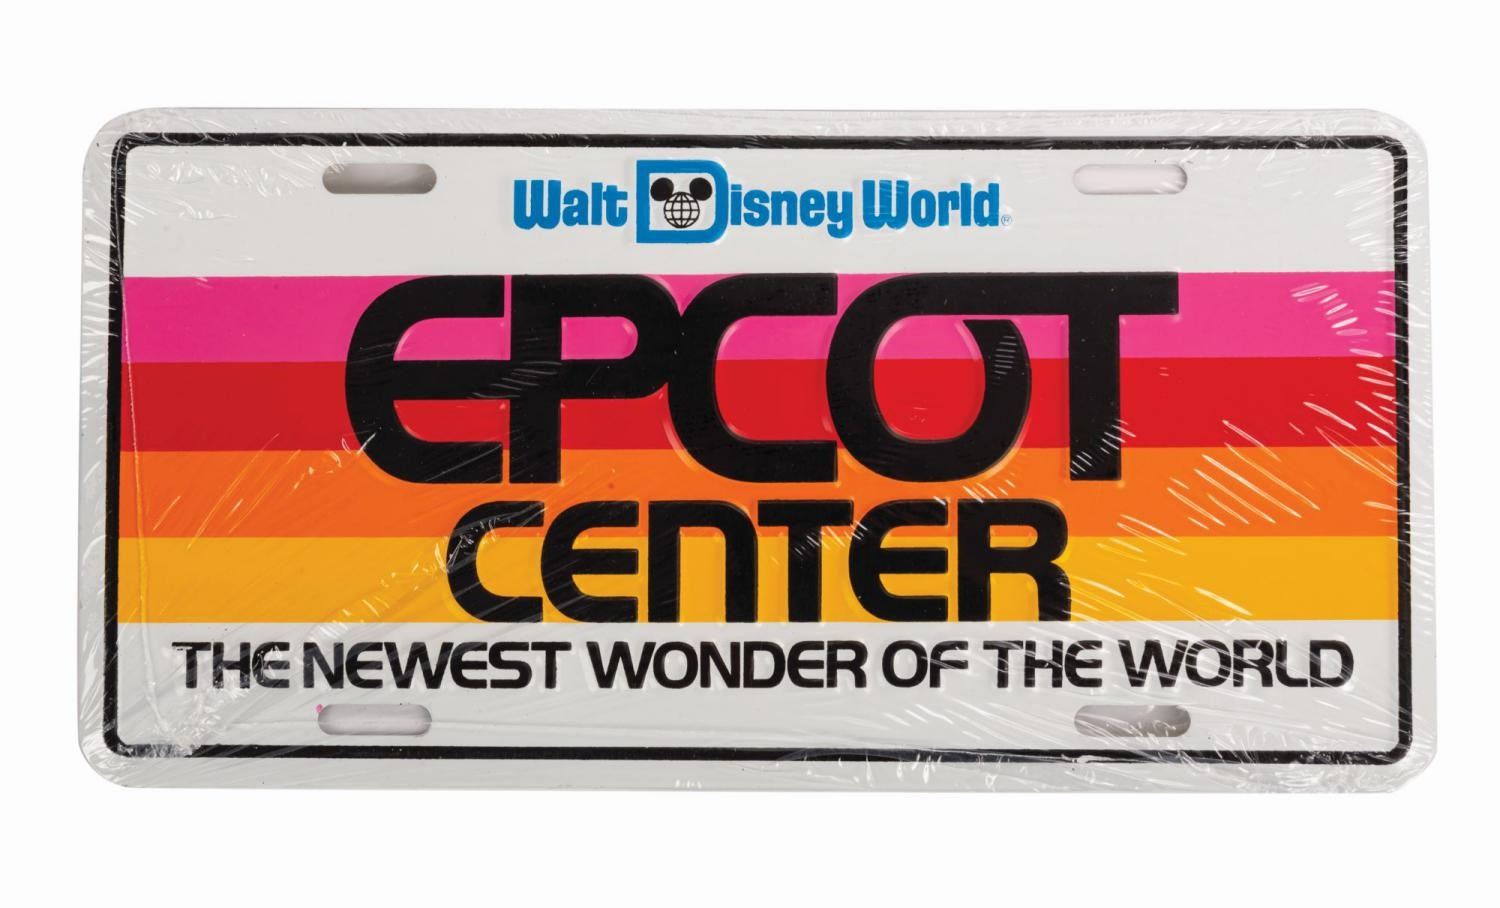 Walt Disney World®
EPCOT
CENTER
THE NEWEST WONDER OF THE WORLD